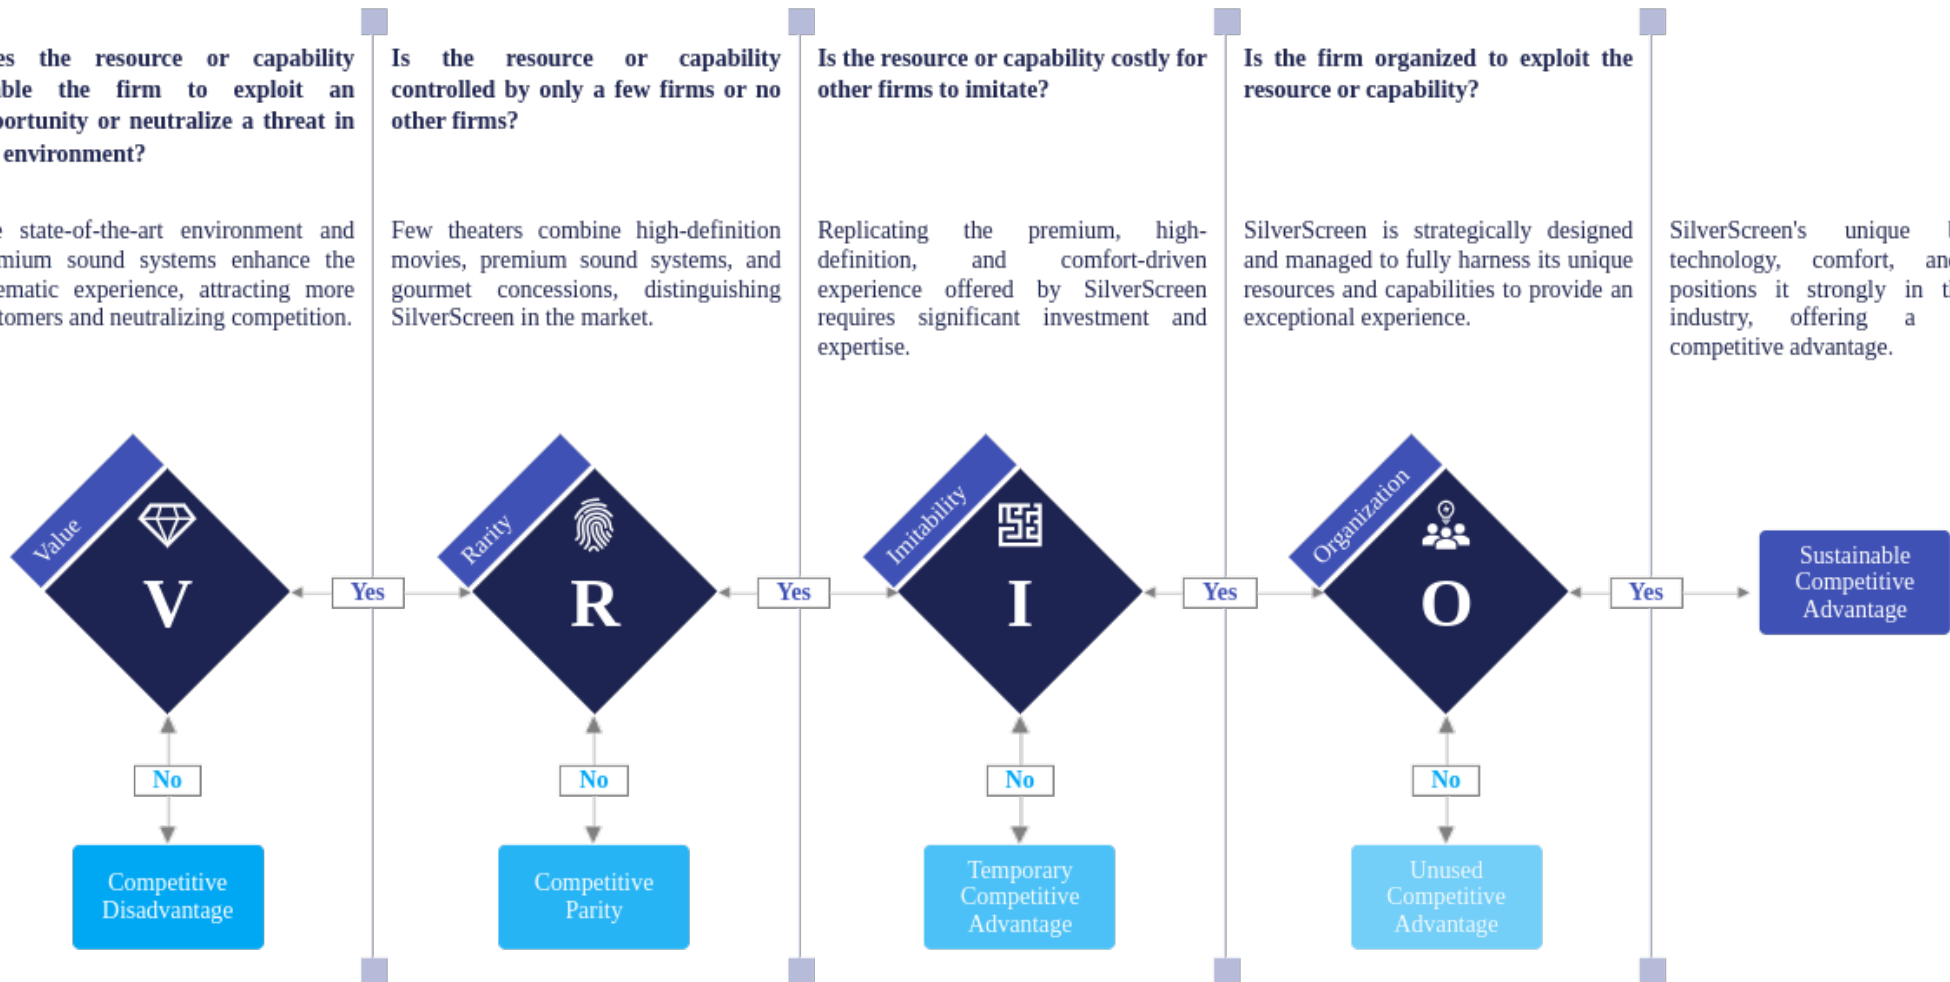 es the resource or capability
ble the firm to exploit an
portunity or neutralize a threat in
environment?
Is the resource or capability
controlled by only a few firms or no
other firms?
Is the resource or capability costly for
other firms to imitate?
Is the firm organized to exploit the
resource or capability?
e state-of-the-art environment and
mium sound systems enhance the
ematic experience, attracting more
tomers and neutralizing competition.
Few theaters combine high-definition
movies, premium sound systems, and
gourmet concessions, distinguishing
SilverScreen in the market.
Replicating the premium, high-
definition, and comfort-driven
experience offered by SilverScreen
requires significant investment and
expertise.
SilverScreen is strategically designed
and managed to fully harness its unique
resources and capabilities to provide an
exceptional experience.
SilverScreen's unique
technology, comfort, an
positions it strongly in t
industry, offering a
competitive advantage.
Value
V
Yes
Rarity
R
Yes
Imitability
I
Yes
Organization
O
Yes
Sustainable
Competitive
Advantage
No
No
No
No
Competitive
Disadvantage
Competitive
Parity
Temporary
Competitive
Advantage
Unused
Competitive
Advantage